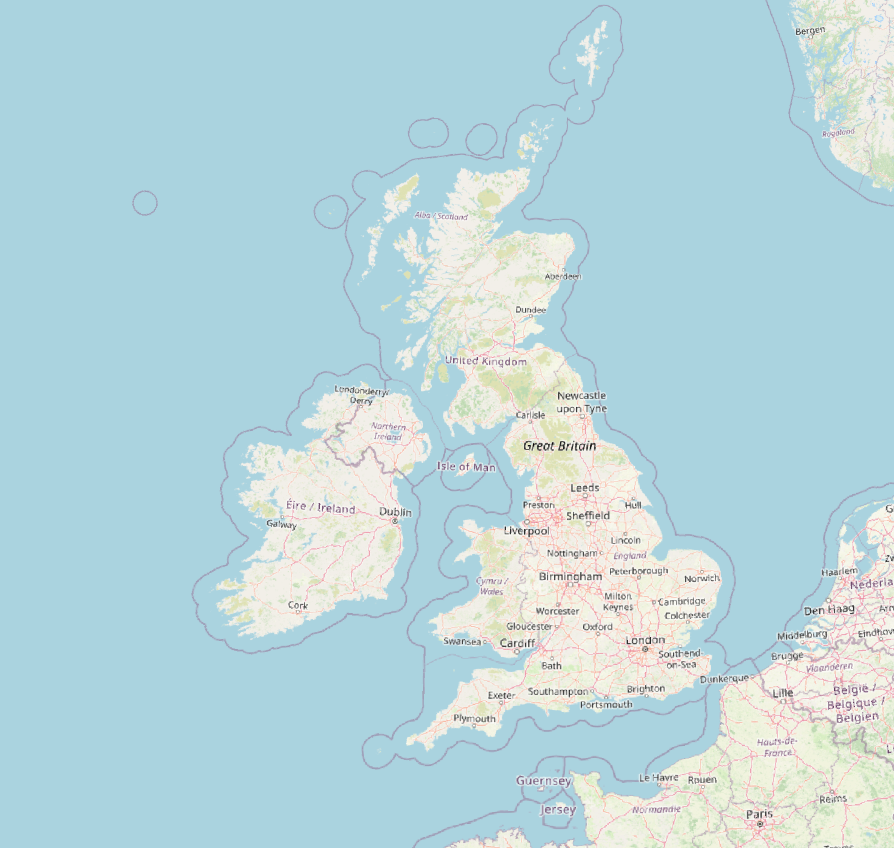 Bergen
Rogaland
Alba / Scotland
Aberdeen
Dundee
United Kingdom
Londonderry/
Derry
Newcastle
upon Tyne
Carlisle
Northern
Ireland
Great Britain
Isle of Man
Leeds
Preston
Hull
Éire / Ireland
Dublin
Sheffield
Galway
Liverpool
Lincoln
Nottingham
England
Peterborough
Haarlem
Birmingham
Norwich
Cymru /
Wales
Nederla
Milton
Keynes
Cambridge
Cork
Worcester
Den Haag
Colchester
Gloucester
Oxford
Middelburg
Eindhov
Swansea
Cardiff
London
Southend
-on-Sea
Brugge
Vlaanderen
Bath
Dunkerque
Exeter
Southampton
Brighton
Lille
België /
Belgique /
Belgien
Portsmouth
Plymouth
Hauts-de-
France
Guernsey
Le Havre
Rouen
Jersey
Normandie
Reims
Paris